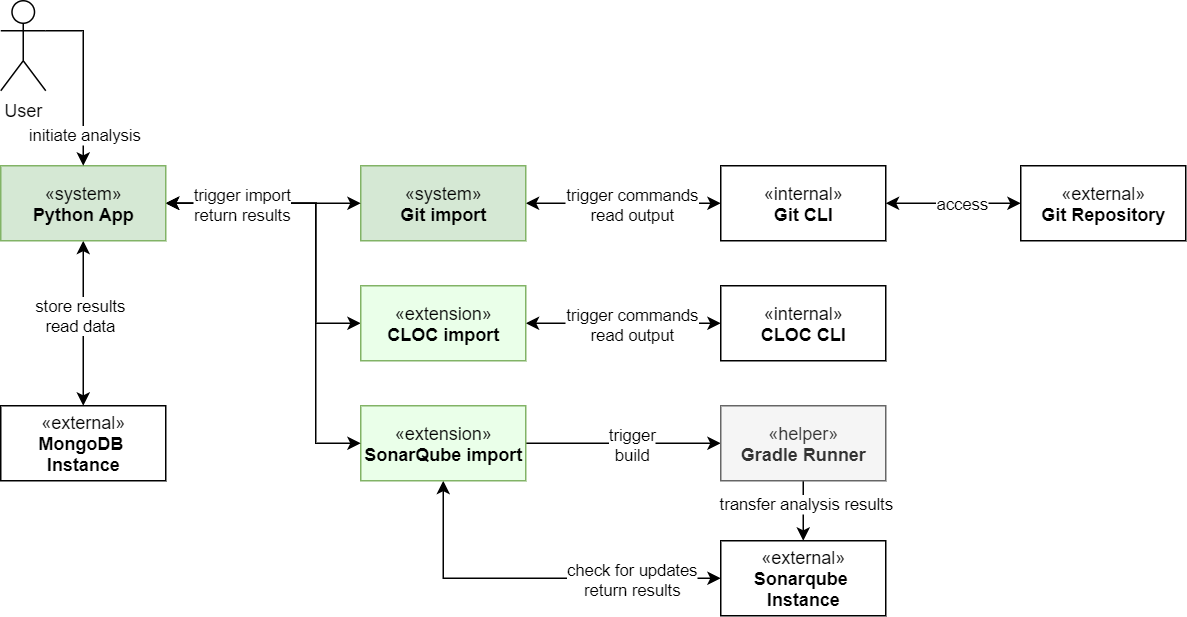 User
initiate analysis
«system»
Python App
trigger import
return results
«system»
Git import
trigger commands
read output
«internal»
Git CLI
access
«external»
Git Repository
store results
read data
«extension»
CLOC import
trigger commands
read output
«internal»
CLOC CLI
«external»
MongoDB
Instance
«extension»
SonarQube import
trigger
build
«helper»
Gradle Runner
transfer analysis results
check for updates
return results
«external»
Sonarqube
Instance